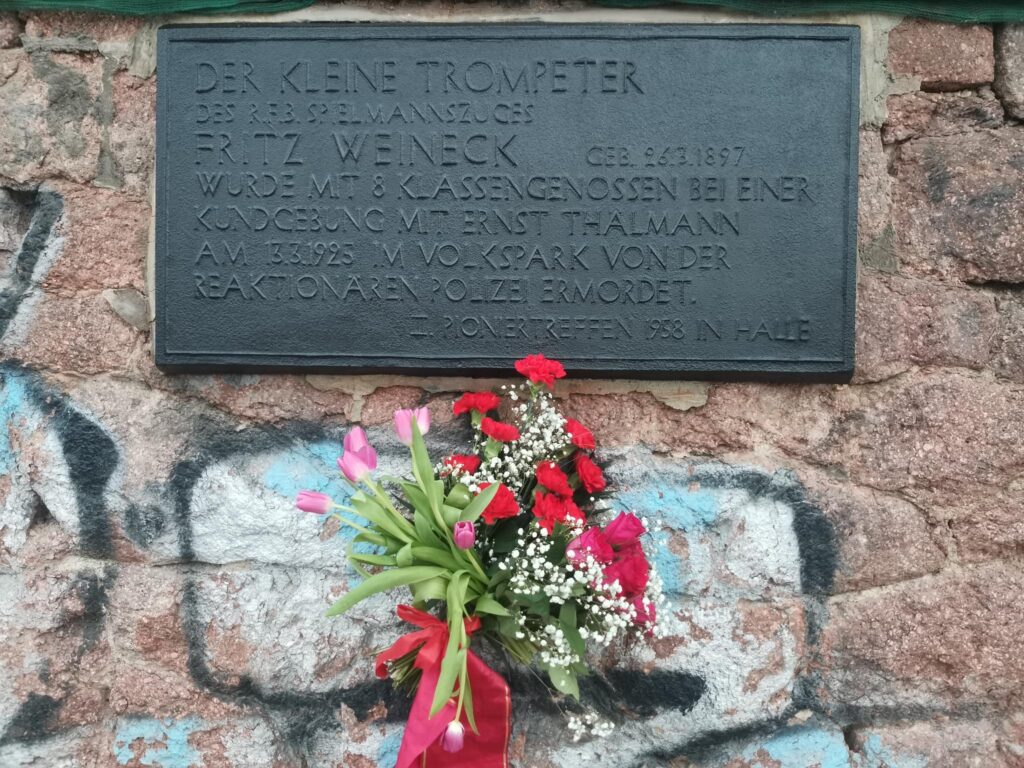 DER KLEINE TROMPETER
DES R.F.B. SPIELMANNSZUGES
FRITZ WEINECK GEB. 26.3.1897
WURDE MIT 8 KLASSENGENOSSEN BEI EINER
KUNDGEBUNG MIT ERNST THÄLMANN
AM 13.3.1925 IM VOLKSPARK VON DER
REAKTIONÄREN POLIZEI ERMORDET.
PIONIERTREFFEN 1958 IN HALLE